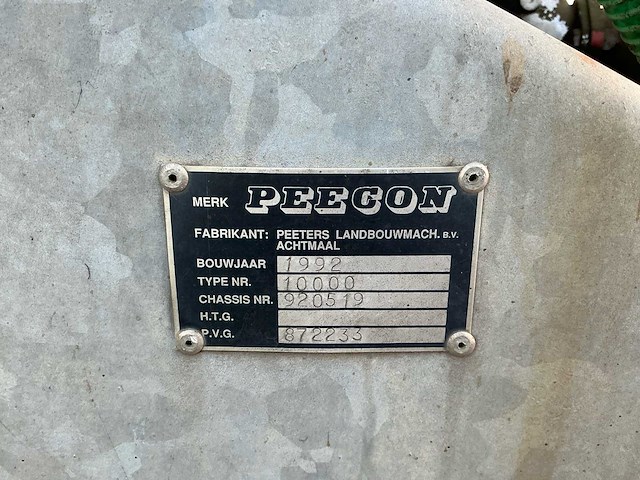 MERK PEECON
FABRIKANT: PEETERS LANDBOUWMACH. B.V.
ACHTMAAL
BOUWJAAR 1992
TYPE NR. 10000
CHASSIS NR. 920519
H.T.G.
P.V.G. 872233